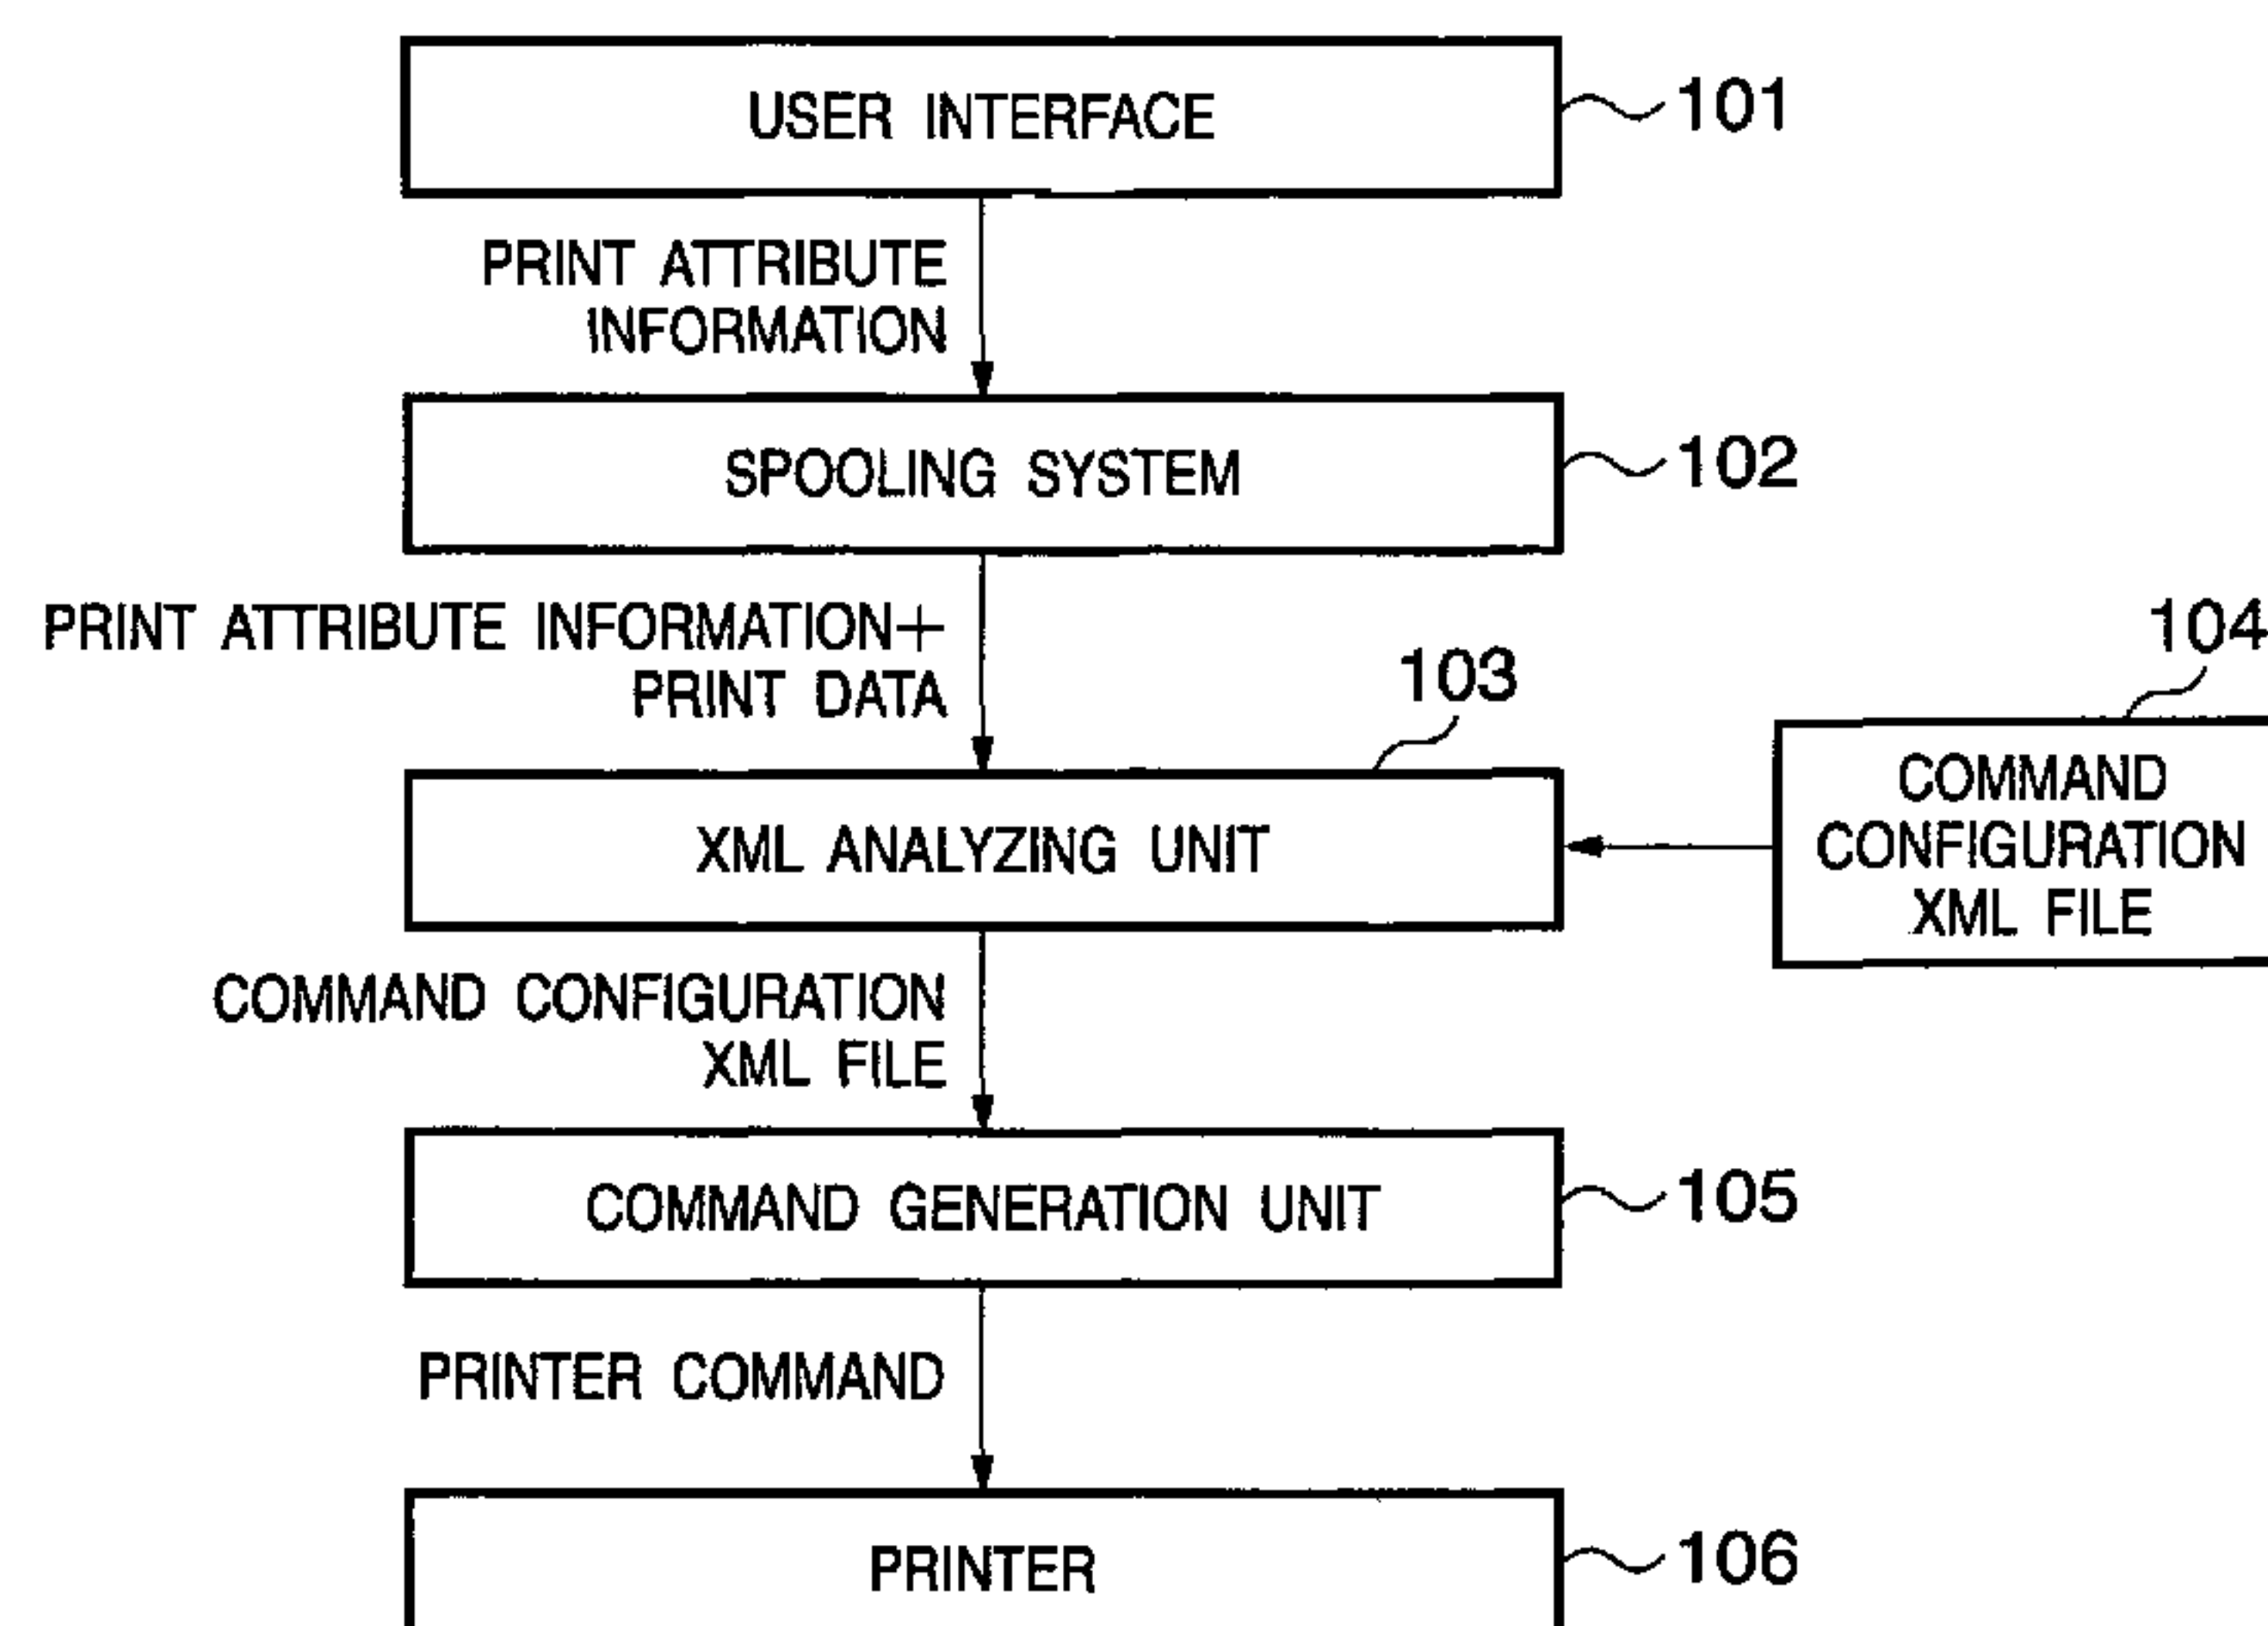 USER INTERFACE
101
PRINT ATTRIBUTE
INFORMATION
SPOOLING SYSTEM
102
PRINT ATTRIBUTE INFORMATION+
PRINT DATA
103
104
XML ANALYZING UNIT
COMMAND
CONFIGURATION
XML FILE
COMMAND CONFIGURATION
XML FILE
COMMAND GENERATION UNIT
105
PRINTER COMMAND
PRINTER
106